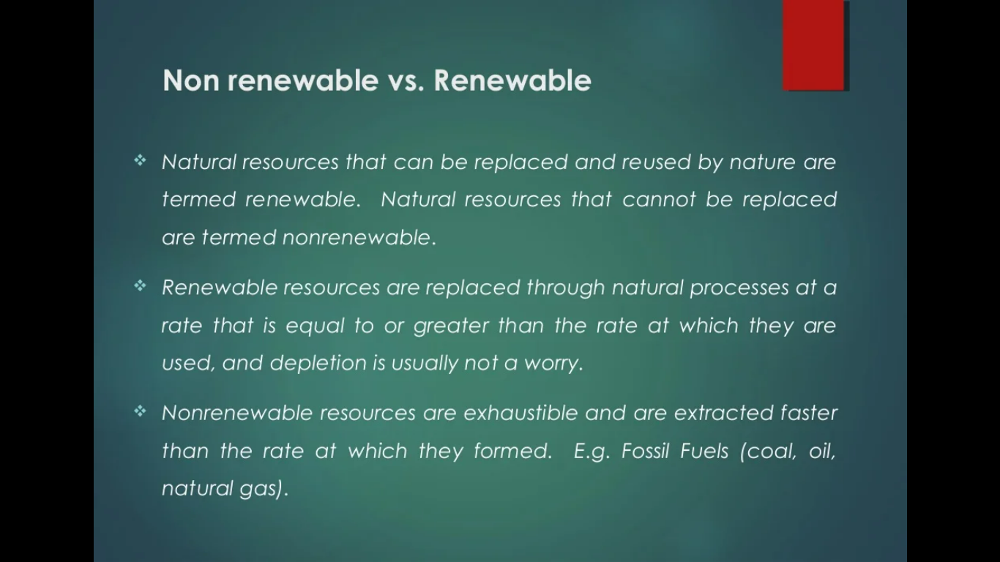 Non renewable vs. Renewable
Natural resources that can be replaced and reused by nature are
termed renewable. Natural resources that cannot be replaced
are termed nonrenewable.
Renewable resources are replaced through natural processes at a
rate that is equal to or greater than the rate at which they are
used, and depletion is usually not a worry.
Nonrenewable resources are exhaustible and are extracted faster
than the rate at which they formed. E.g. Fossil Fuels (coal, oil,
natural gas).